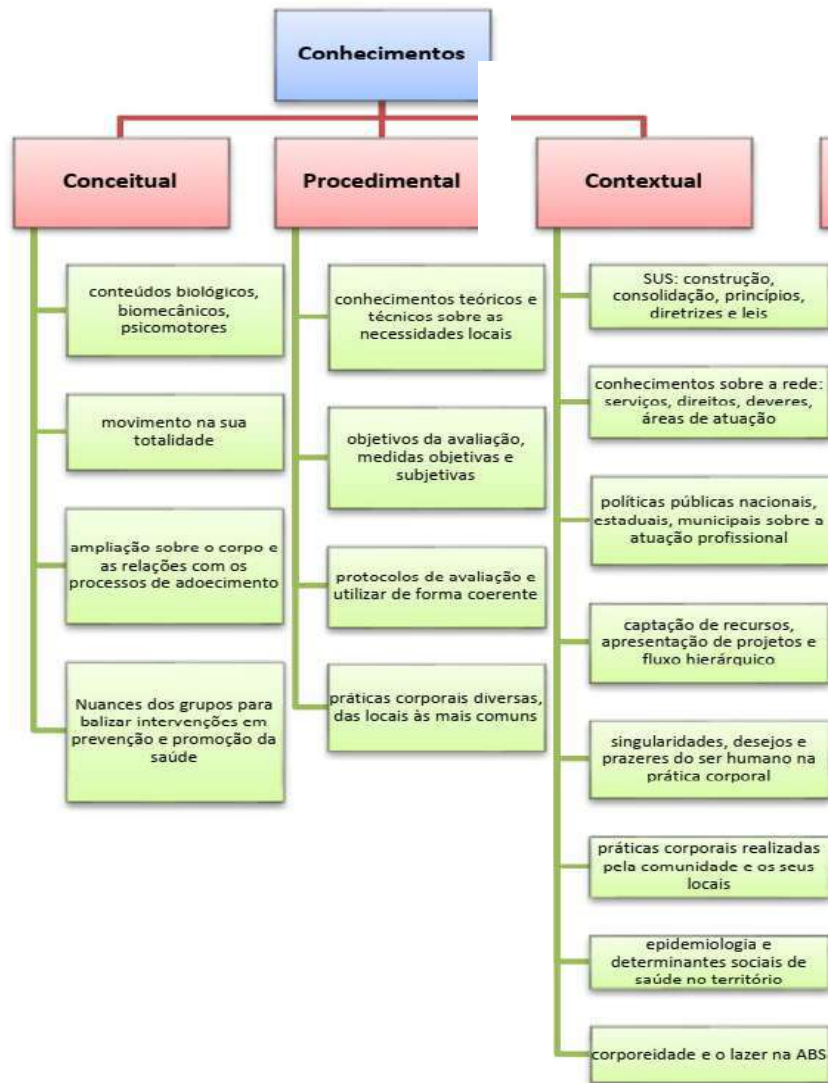 Conhecimentos
Conceitual
conteúdos biológicos,
biomecânicos,
psicomotores
movimento na sua
totalidade
ampliação sobre o corpo e
as relações com os
processos de adoecimento
Nuances dos grupos para
balizar intervenções em
prevenção e promoção da
saúde
Procedimental
conhecimentos teóricos e
técnicos sobre as
necessidades locais
objetivos da avaliação,
medidas objetivas e
subjetivas
protocolos de avaliação e
utilizar de forma coerente
práticas corporais diversas,
das locais às mais comuns
Contextual
SUS: construção,
consolidação, princípios,
diretrizes e leis
conhecimentos sobre a rede:
serviços, direitos, deveres,
áreas de atuação
políticas públicas nacionais,
estaduais, municipais sobre a
atuação profissional
captação de recursos,
apresentação de projetos e
fluxo hierárquico
singularidades, desejos e
prazeres do ser humano na
prática corporal
práticas corporais realizadas
pela comunidade e os seus
locais
epidemiologia e
determinantes sociais de
saúde no território
corporeidade e o lazer na ABS